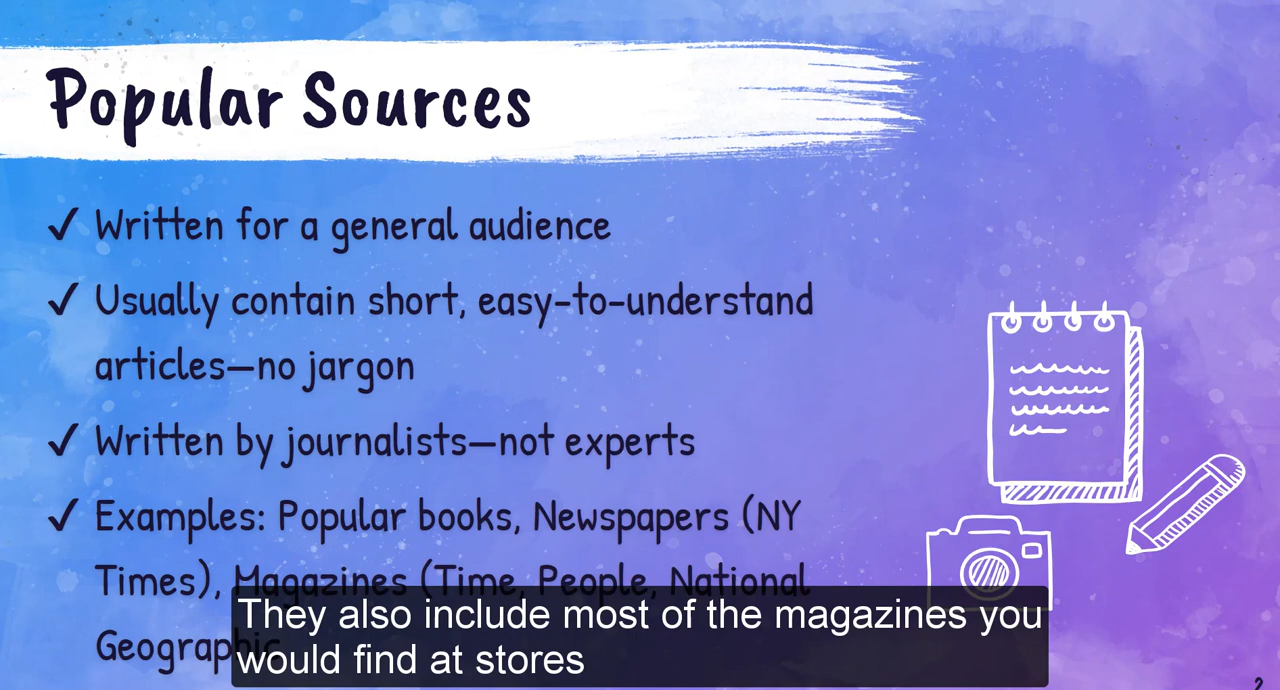 Popular Sources
✓ Written for a general audience
✓ Usually contain short, easy-to-understand
articles—no jargon
✓ Written by journalists—not experts
✓ Examples: Popular books, Newspapers (NY
Times), Magazines (Time, People, National
Geographic
They also include most of the magazines you
would find at stores
2